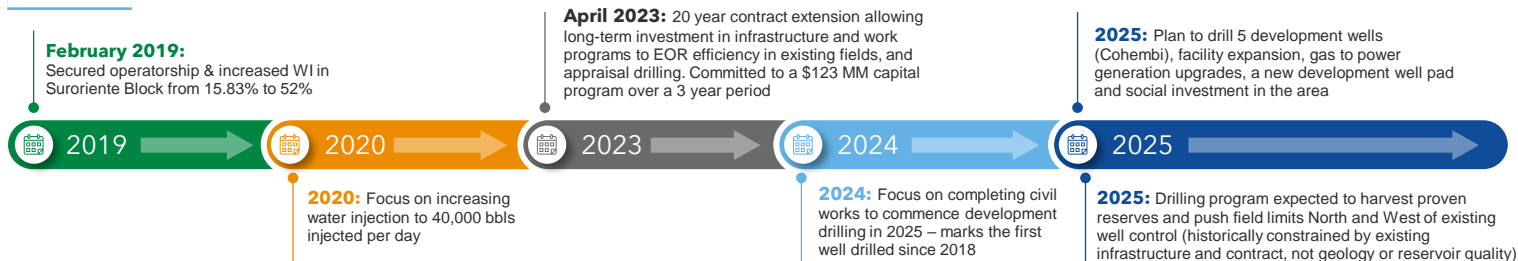 April 2023: 20 year contract extension allowing
long-term investment in infrastructure and work
programs to EOR efficiency in existing fields, and
appraisal drilling. Committed to a $123 MM capital
program over a 3 year period
February 2019:
Secured operatorship & increased WI in
Suroriente Block from 15.83% to 52%
2025: Plan to drill 5 development wells
(Cohembi), facility expansion, gas to power
generation upgrades, a new development well pad
and social investment in the area
2019
2020
2023
2024
2025
2020: Focus on increasing
water injection to 40,000 bbls
injected per day
2024: Focus on completing civil
works to commence development
drilling in 2025 – marks the first
well drilled since 2018
2025: Drilling program expected to harvest proven
reserves and push field limits North and West of existing
well control (historically constrained by existing
infrastructure and contract, not geology or reservoir quality)